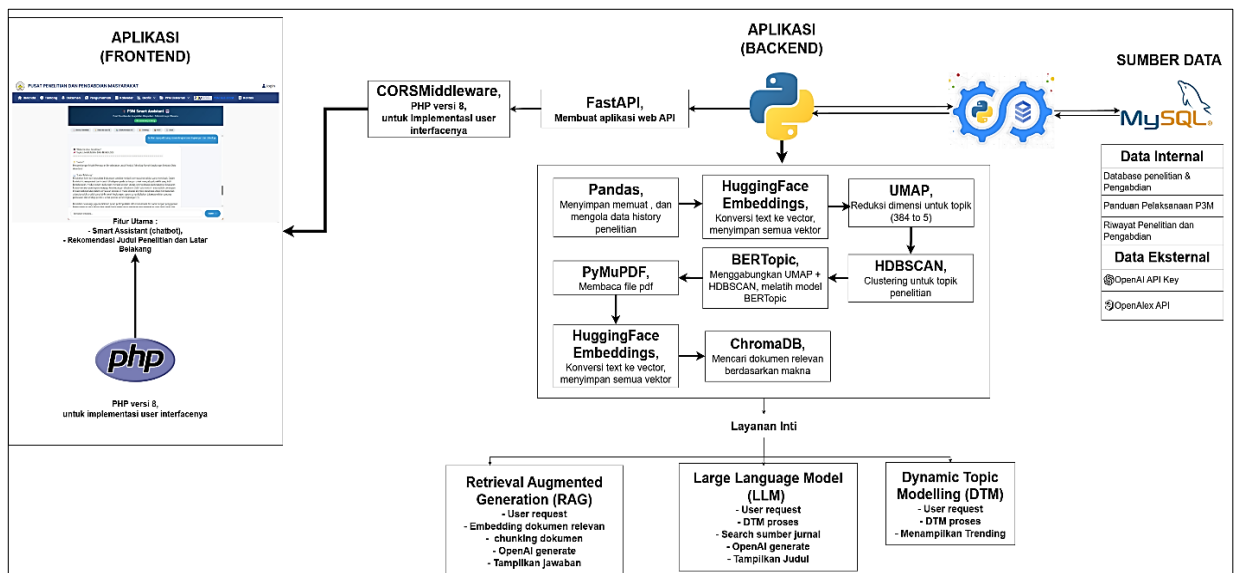 APLIKASI
(FRONTEND)
PUSAT PENELITIAN DAN PENGABDIAN MASYARAKAT
Fitur Utama :
- Smart Assistant (chatbot),
- Rekomendasi Judul Penelitian dan Latar
Belakang
php
PHP versi 8,
untuk implementasi user interfacenya
CORSMiddleware,
PHP versi 8,
untuk Implementasi user
interfacenya
FastAPI,
Membuat aplikasi web API
APLIKASI
(BACKEND)
SUMBER DATA
MySQL
Data Internal
Database penelitian &
Pengabdian
Panduan Pelaksanaan P3M
Riwayat Penelitian dan
Pengabdian
Data Eksternal
OpenAI API Key
OpenAlex API
Pandas,
Menyimpan memuat , dan
mengola data history
penelitian
HuggingFace
Embeddings,
Konversi text ke vector,
menyimpan semua vektor
UMAP,
Reduksi dimensi untuk topik
(384 to 5)
PyMuPDF,
Membaca file pdf
BERTopic,
Menggabungkan UMAP +
HDBSCAN, melatih model
BERTopic
HDBSCAN,
Clustering untuk topik
penelitian
HuggingFace
Embeddings,
Konversi text ke vector,
menyimpan semua vektor
ChromaDB,
Mencari dokumen relevan
berdasarkan makna
Layanan Inti
Retrieval Augmented
Generation (RAG)
- User request
- Embedding dokumen relevan
- chunking dokumen
- OpenAI generate
- Tampilkan jawaban
Large Language Model
(LLM)
- User request
- DTM proses
- Search sumber jurnal
- OpenAI generate
- Tampilkan Judul
Dynamic Topic
Modelling (DTM)
- User request
- DTM proses
- Menampilkan Trending